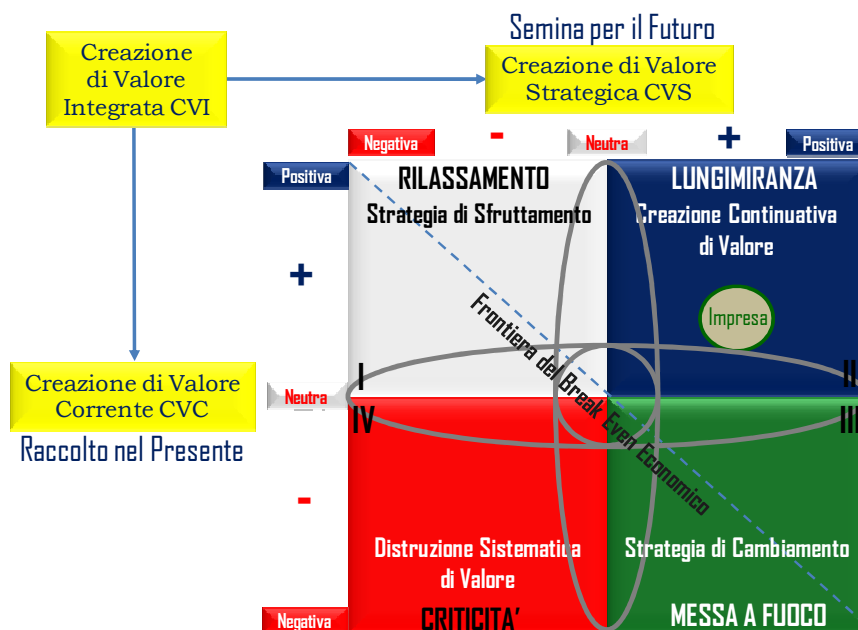 Semina per il Futuro
Creazione
di Valore
Integrata CVI
Creazione di Valore
Strategica CVS
Negativa
-
Neutra
+
Positiva
Positiva
RILASSAMENTO
Strategia di Sfruttamento
LUNGIMIRANZA
Creazione Continuativa
di Valore
+
Impresa
Frontiera del Break Even Economico
Creazione di Valore
Corrente CVC
Raccolto nel Presente
Neutra
I
II
IV
III
-
Distruzione Sistematica
di Valore
CRITICITA’
Strategia di Cambiamento
MESSA A FUOCO
Negativa